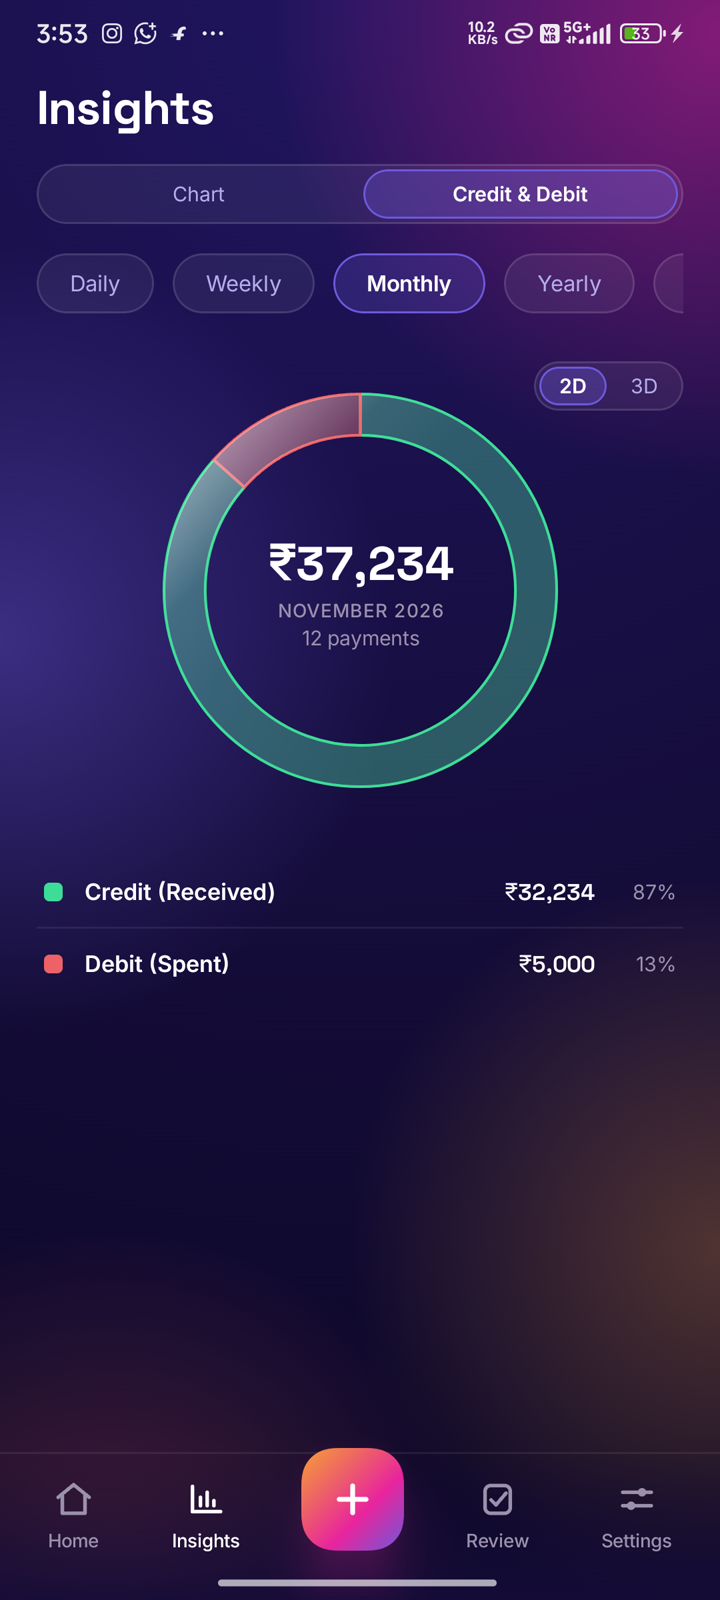 3:53 ... 10.2 KB/s VoNR 5G+ 33
Insights
Chart Credit & Debit
Daily Weekly Monthly Yearly
2D 3D
₹37,234
NOVEMBER 2026
12 payments
Credit (Received) ₹32,234 87%
Debit (Spent) ₹5,000 13%
Home Insights + Review Settings